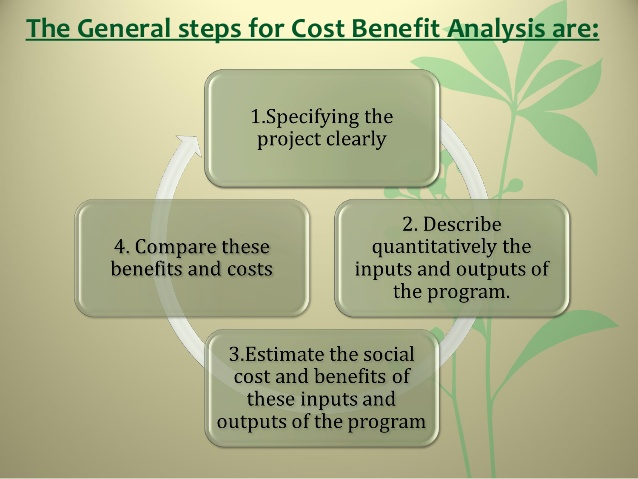 The General steps for Cost Benefit Analysis are:
1.Specifying the
project clearly
2. Describe
quantitatively the
inputs and outputs of
the program.
3.Estimate the social
cost and benefits of
these inputs and
outputs of the program
4. Compare these
benefits and costs